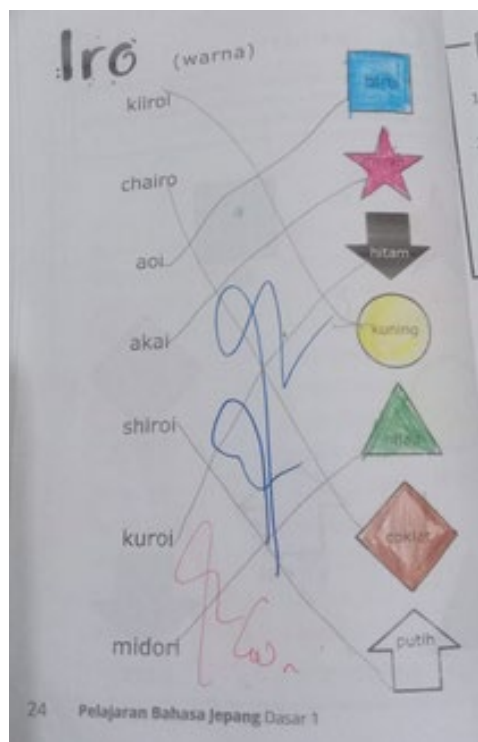 Iro (warna)
kiiroi
biru
chairo
aoi
hitam
akai
kuning
shiroi
hijau
kuroi
coklat
midori
putih
24 Pelajaran Bahasa Jepang Dasar 1